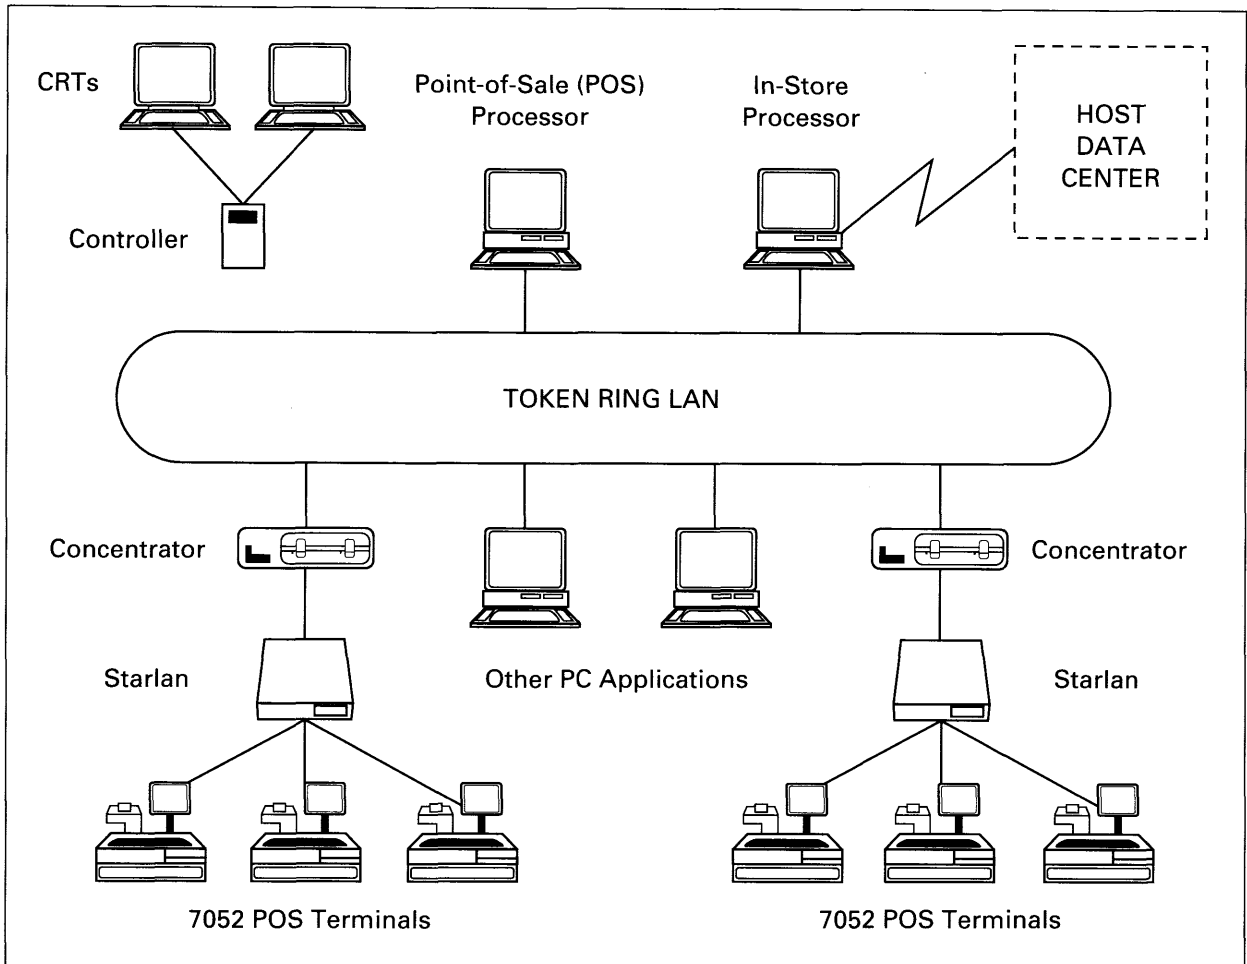 CRTs
Point-of-Sale (POS)
Processor
In-Store
Processor
HOST
DATA
CENTER
Controller
TOKEN RING LAN
Concentrator
Concentrator
Starlan
Other PC Applications
Starlan
7052 POS Terminals
7052 POS Terminals